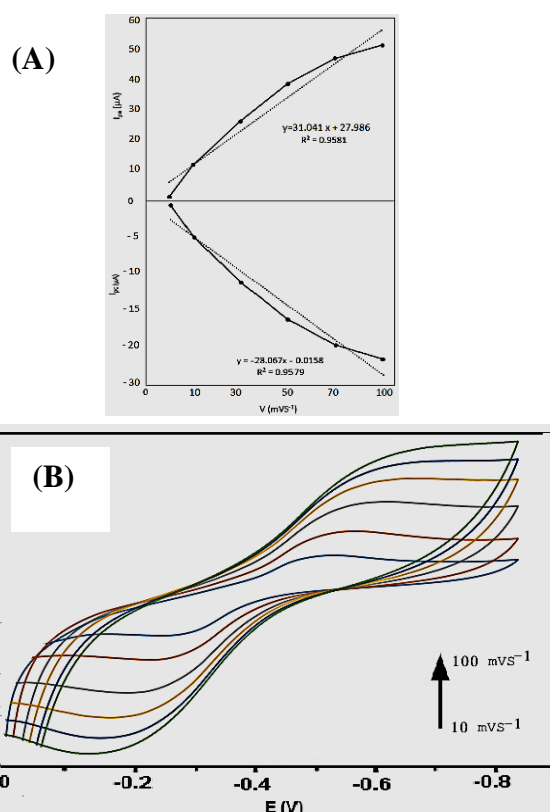 (A)
60
50
40
30
20
10
0
- 5
- 10
- 15
- 20
- 30
Ipa (µA)
Ipc(µA)
y=31.041 x + 27.986
R² = 0.9581
y = -28.067x - 0.0158
R² = 0.9579
0 10 30 50 70 100
V (mVS⁻¹)
(B)
100 mVS⁻¹
10 mVS⁻¹
0 -0.2 -0.4 -0.6 -0.8
E (V)